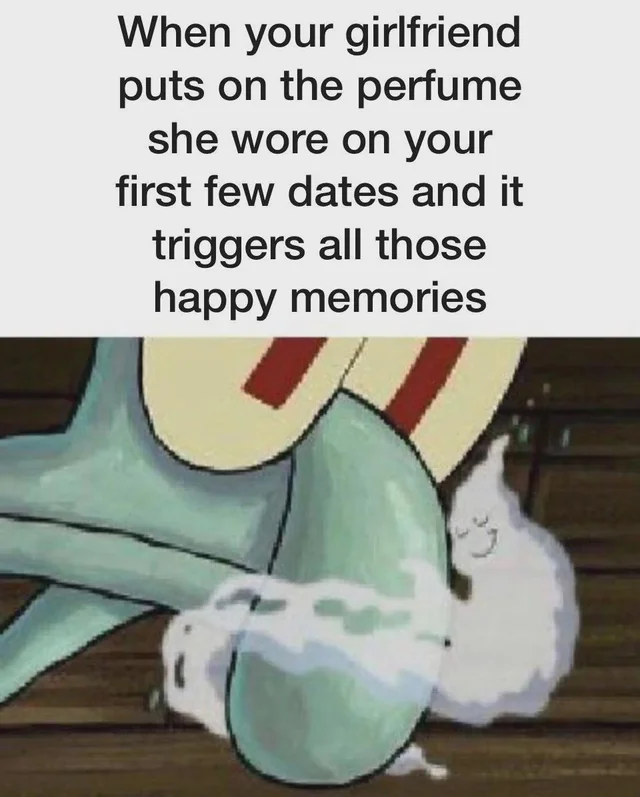 When your girlfriend
puts on the perfume
she wore on your
first few dates and it
triggers all those
happy memories